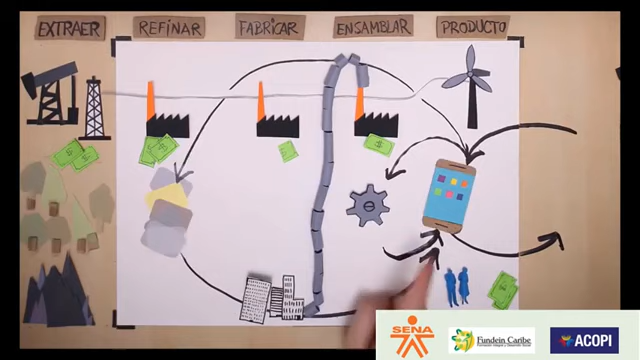 EXTRAER
REFINAR
FABRICAR
ENSAMBLAR
PRODUCTO
SENA
Fundein Caribe
ACOPI